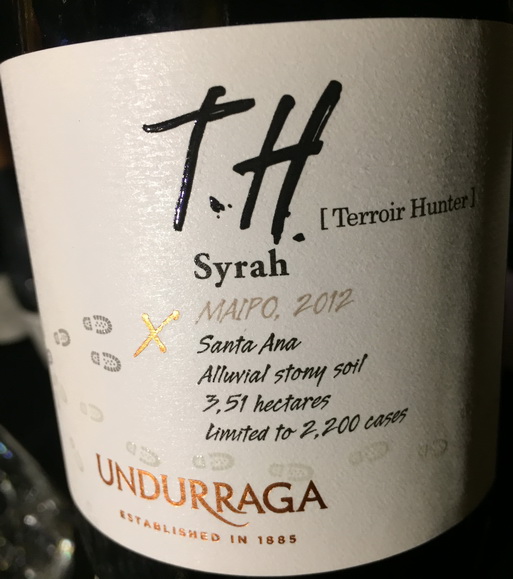 T.H.
[Terroir Hunter]
Syrah
MAIPO, 2012
Santa Ana
Alluvial stony soil
3,51 hectares
Limited to 2,200 cases
UNDURRAGA
ESTABLISHED IN 1885